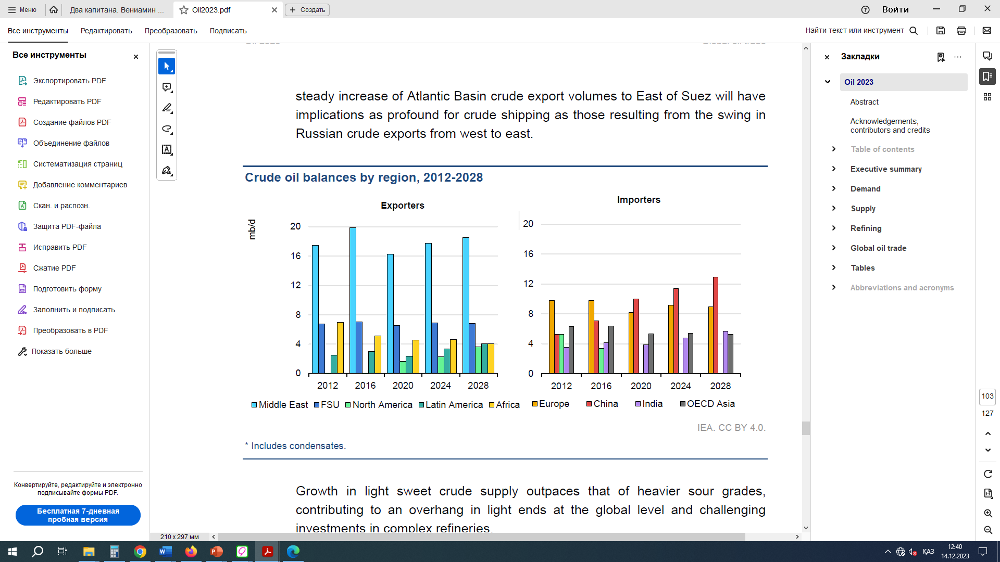 Меню
Два капитана. Вениамин ...
Oil2023.pdf
Создать
Войти
Все инструменты
Редактировать
Преобразовать
Подписать
Найти текст или инструмент
Все инструменты
Экспортировать PDF
Редактировать PDF
Создание файлов PDF
Объединение файлов
Систематизация страниц
Добавление комментариев
Скан. и распозн.
Защита PDF-файла
Исправить PDF
Сжатие PDF
Подготовить форму
Заполнить и подписать
Преобразовать в PDF
Показать больше
Конвертируйте, редактируйте и электронно
подписывайте формы PDF.
Бесплатная 7-дневная
пробная версия
steady increase of Atlantic Basin crude export volumes to East of Suez will have
implications as profound for crude shipping as those resulting from the swing in
Russian crude exports from west to east.
Crude oil balances by region, 2012-2028
Exporters
mb/d
20
16
12
8
4
0
2012 2016 2020 2024 2028
Middle East FSU North America Latin America Africa
Importers
20
16
12
8
4
0
2012 2016 2020 2024 2028
Europe China India OECD Asia
IEA. CC BY 4.0.
* Includes condensates.
Growth in light sweet crude supply outpaces that of heavier sour grades,
contributing to an overhang in light ends at the global level and challenging
investments in complex refineries.
210 x 297 мм
Закладки
Oil 2023
Abstract
Acknowledgements,
contributors and credits
Table of contents
Executive summary
Demand
Supply
Refining
Global oil trade
Tables
Abbreviations and acronyms
103
127
ҚАЗ
12:40
14.12.2023